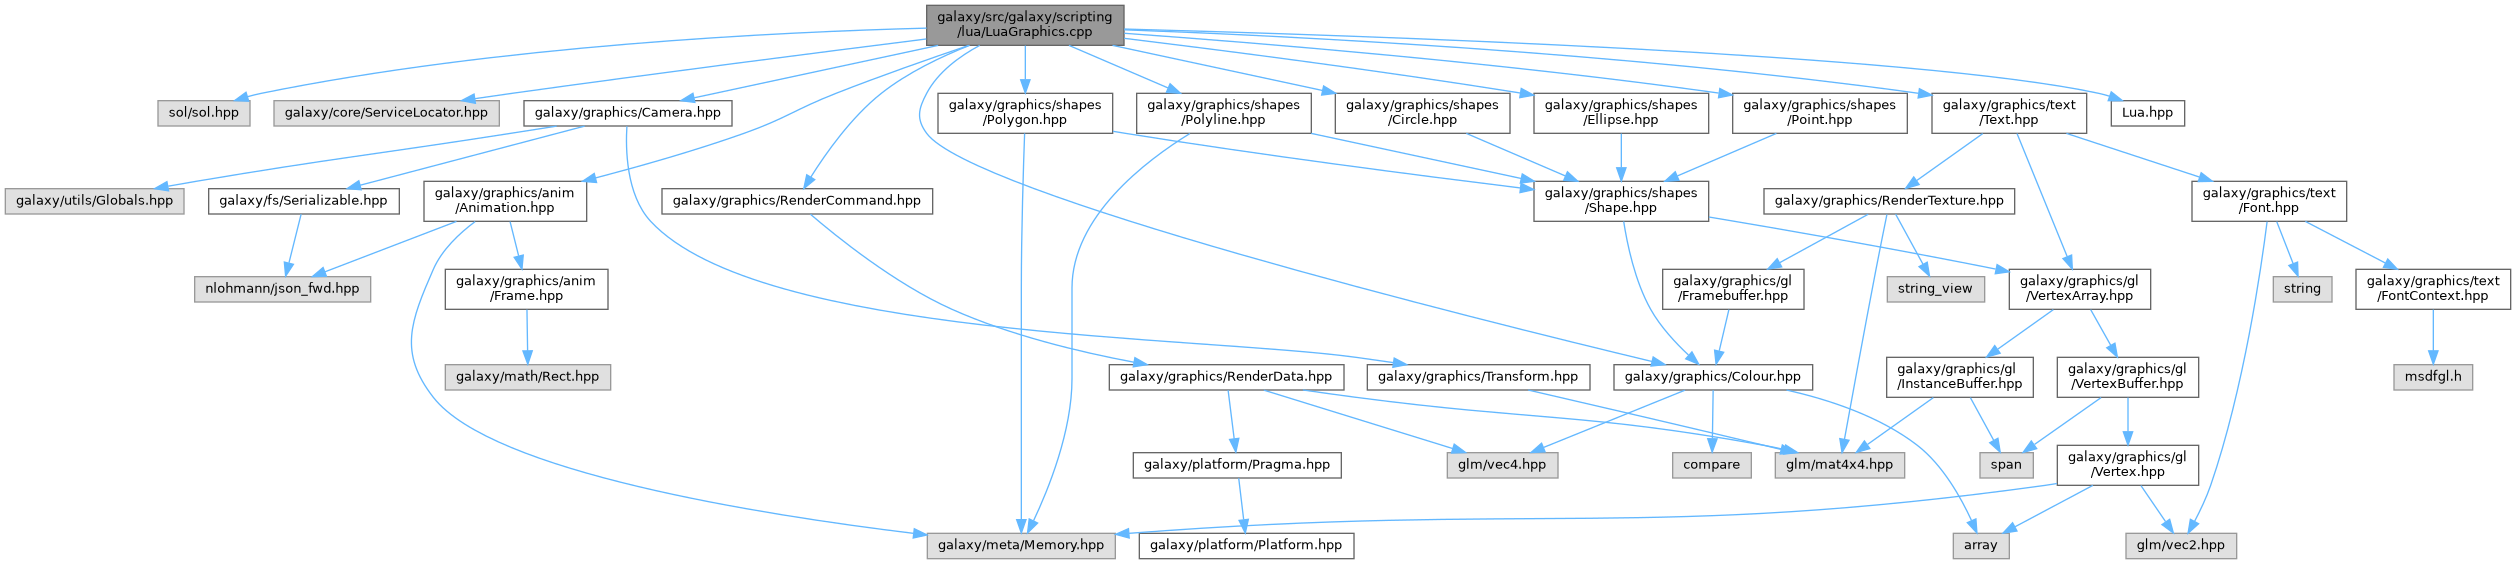 galaxy/src/galaxy/scripting
/lua/LuaGraphics.cpp
sol/sol.hpp
galaxy/core/ServiceLocator.hpp
galaxy/graphics/Camera.hpp
galaxy/graphics/shapes
/Polygon.hpp
galaxy/graphics/shapes
/Polyline.hpp
galaxy/graphics/shapes
/Circle.hpp
galaxy/graphics/shapes
/Ellipse.hpp
galaxy/graphics/shapes
/Point.hpp
galaxy/graphics/text
/Text.hpp
Lua.hpp
galaxy/utils/Globals.hpp
galaxy/fs/Serializable.hpp
galaxy/graphics/anim
/Animation.hpp
galaxy/graphics/RenderCommand.hpp
galaxy/graphics/shapes
/Shape.hpp
galaxy/graphics/RenderTexture.hpp
galaxy/graphics/text
/Font.hpp
nlohmann/json_fwd.hpp
galaxy/graphics/anim
/Frame.hpp
galaxy/graphics/gl
/Framebuffer.hpp
string_view
galaxy/graphics/gl
/VertexArray.hpp
string
galaxy/graphics/text
/FontContext.hpp
galaxy/math/Rect.hpp
galaxy/graphics/RenderData.hpp
galaxy/graphics/Transform.hpp
galaxy/graphics/Colour.hpp
galaxy/graphics/gl
/InstanceBuffer.hpp
galaxy/graphics/gl
/VertexBuffer.hpp
msdfgl.h
galaxy/platform/Pragma.hpp
glm/vec4.hpp
compare
glm/mat4x4.hpp
span
galaxy/graphics/gl
/Vertex.hpp
galaxy/meta/Memory.hpp
galaxy/platform/Platform.hpp
array
glm/vec2.hpp